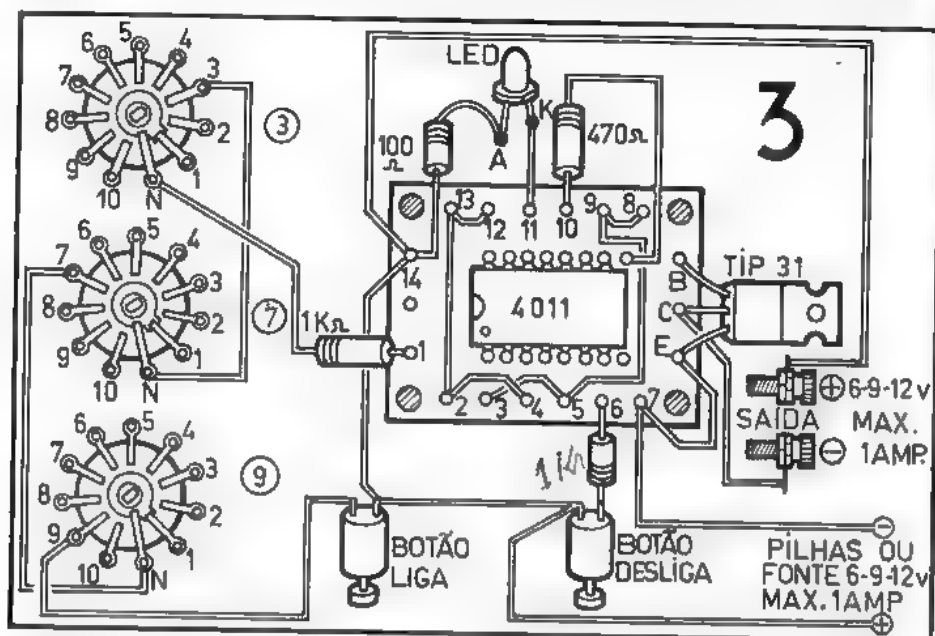 3
LED
K
A
100
Ω
470Ω
5
6
4
7
3
8
2
9
1
10
N
3
13
12
11
10
9
8
14
4011
B
TÍP 31
C
E
1
2
3
4
5
6
7
5
6
4
7
3
8
2
9
1
10
N
7
1KΩ
+
6-9-12v
SAÍDA
MAX.
-
1AMP.
5
6
4
7
3
8
2
9
1
10
N
9
BOTÃO
LIGA
BOTÃO
DESLIGA
-
PILHAS OU
FONTE 6-9-12v
MAX. 1AMP
+